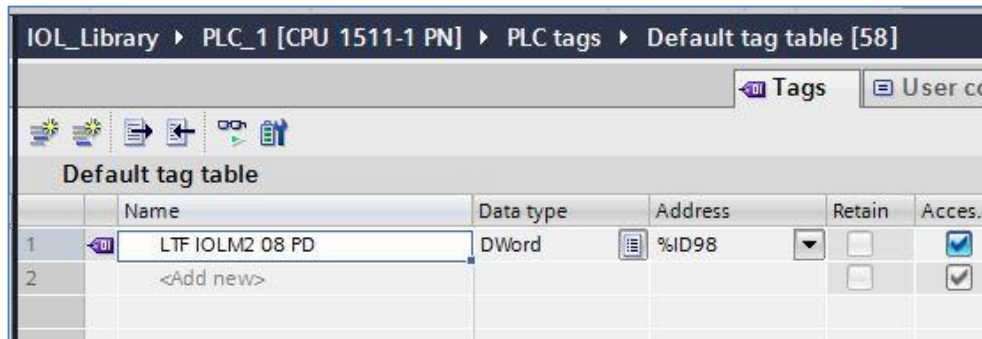 IOL_Library ▸ PLC_1 [CPU 1511-1 PN] ▸ PLC tags ▸ Default tag table [58]
Tags User co
Default tag table
Name Data type Address Retain Acces.
1 LTF IOLM2 08 PD DWord %ID98
2 <Add new>